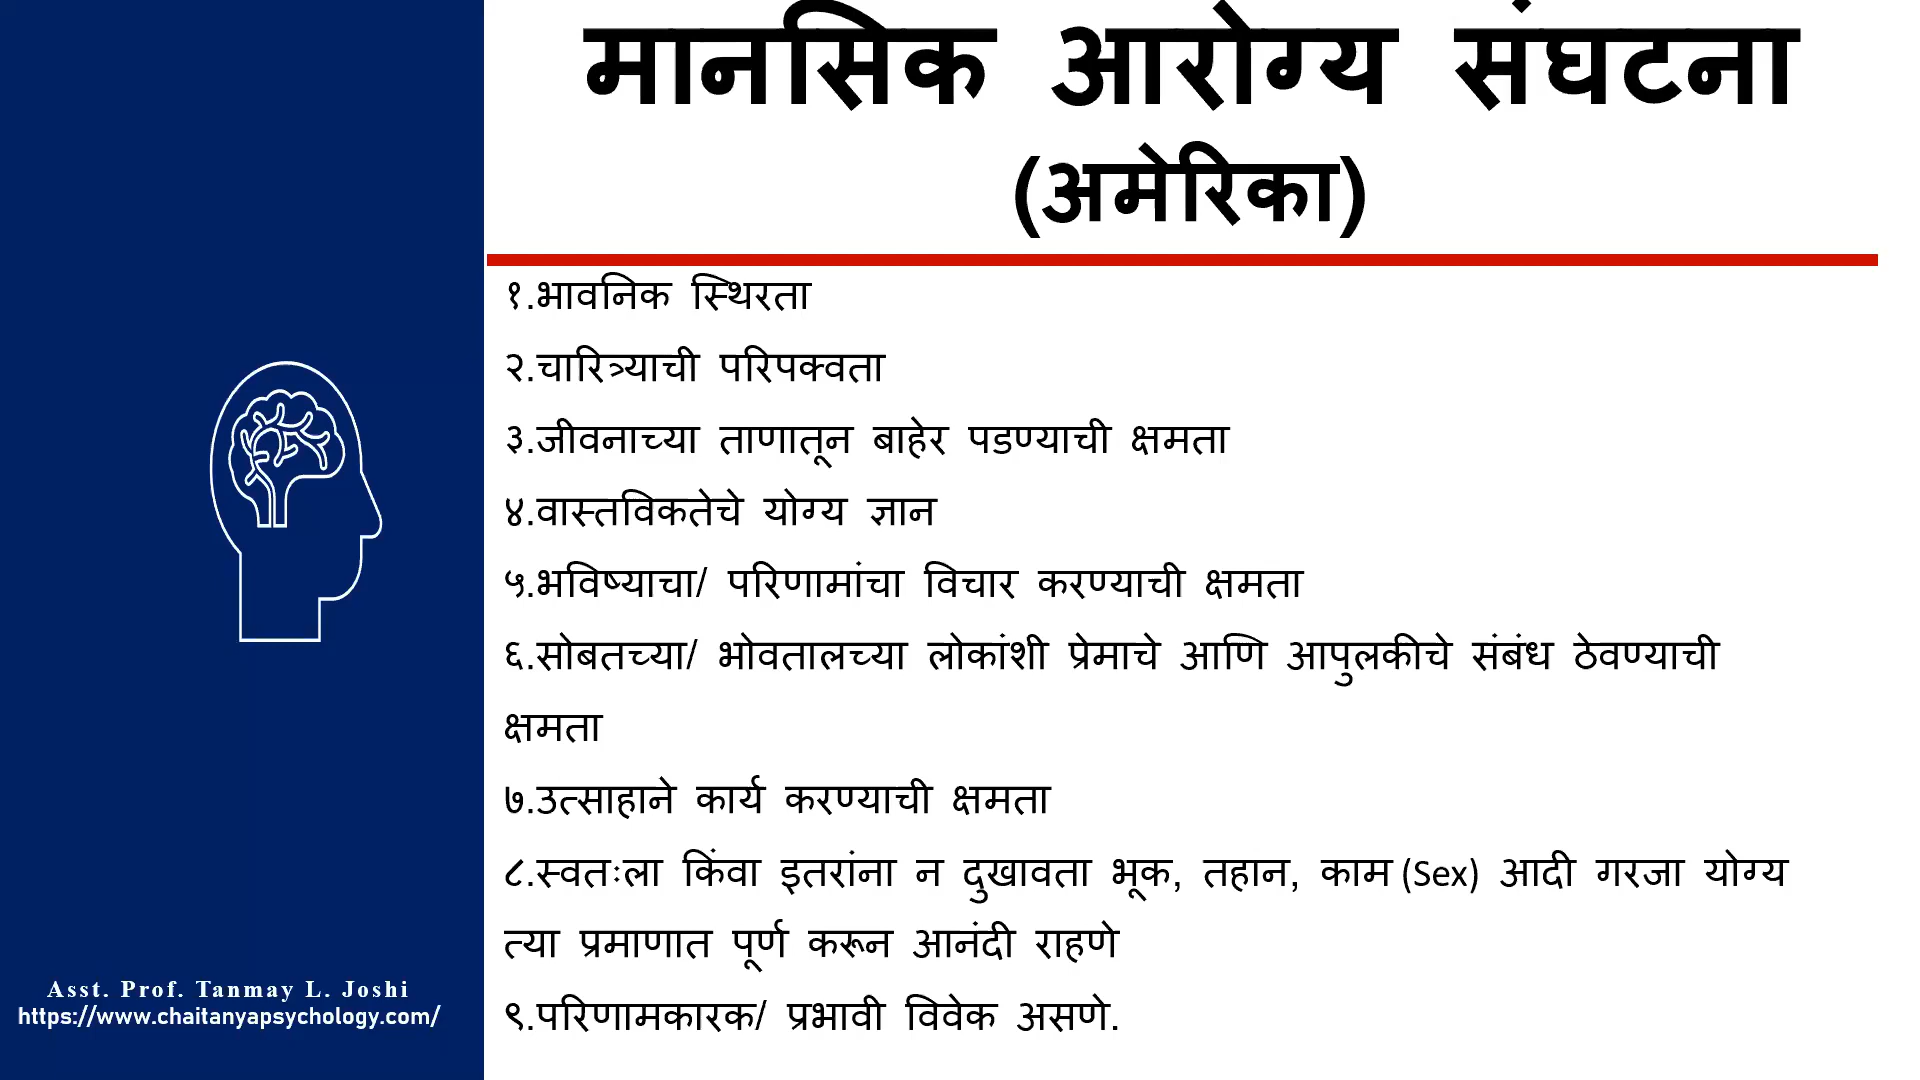 मानसिक आरोग्य संघटना
(अमेरिका)
१.भावनिक स्थिरता
२.चारित्र्याची परिपक्वता
३.जीवनाच्या ताणातून बाहेर पडण्याची क्षमता
४.वास्तविकतेचे योग्य ज्ञान
५.भविष्याचा/ परिणामांचा विचार करण्याची क्षमता
६.सोबतच्या/ भोवतालच्या लोकांशी प्रेमाचे आणि आपुलकीचे संबंध ठेवण्याची
क्षमता
७.उत्साहाने कार्य करण्याची क्षमता
८.स्वतःला किंवा इतरांना न दुखावता भूक, तहान, काम (Sex) आदी गरजा योग्य
त्या प्रमाणात पूर्ण करून आनंदी राहणे
९.परिणामकारक/ प्रभावी विवेक असणे.
Asst. Prof. Tanmay L. Joshi
https://www.chaitanyapsychology.com/